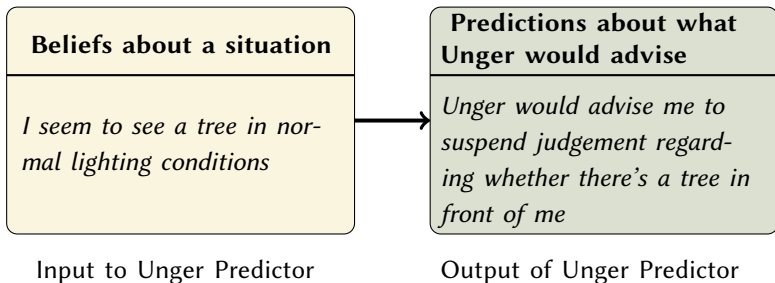 Beliefs about a situation
I seem to see a tree in nor-
mal lighting conditions
Input to Unger Predictor
Predictions about what
Unger would advise
Unger would advise me to
suspend judgement regard-
ing whether there's a tree in
front of me
Output of Unger Predictor